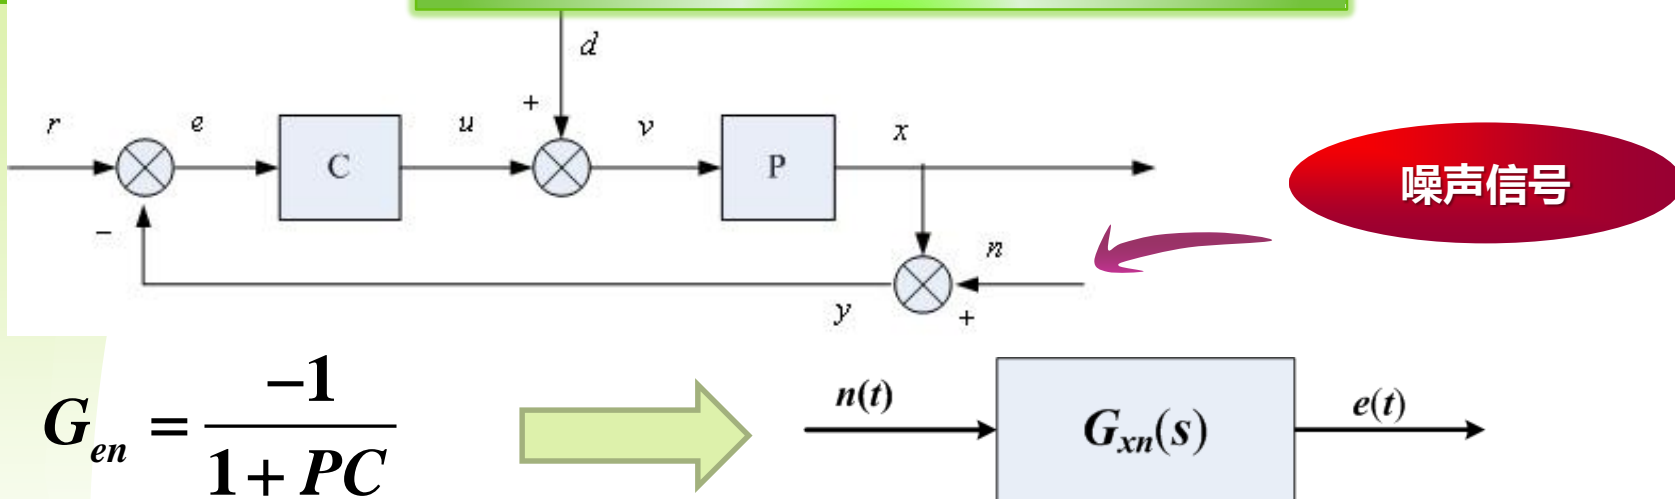 d
+
r e C u v P x
噪声信号
−
n
y
+
G_en = −1 / (1 + PC)
n(t) G_xn(s) e(t)